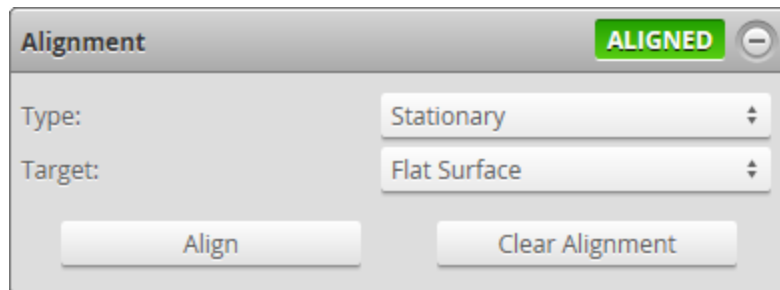 Alignment ALIGNED
Type: Stationary
Target: Flat Surface
Align Clear Alignment